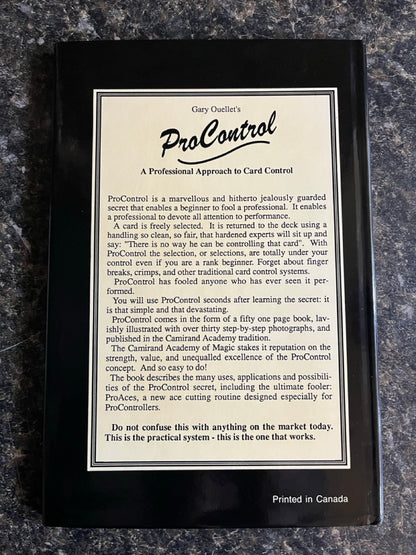 Gary Ouellet's
ProControl
A Professional Approach to Card Control
ProControl is a marvellous and hitherto jealously guarded
secret that enables a beginner to fool a professional. It enables
a professional to devote all attention to performance.
A card is freely selected. It is returned to the deck using a
handling so clean, so fair, that hardened experts will sit up and
say: "There is no way he can be controlling that card". With
ProControl the selection, or selections, are totally under your
control even if you are a rank beginner. Forget about finger
breaks, crimps, and other traditional card control systems.
ProControl has fooled anyone who has ever seen it per-
formed.
You will use ProControl seconds after learning the secret: it
is that simple and that devastating.
ProControl comes in the form of a fifty one page book, lav-
ishly illustrated with over thirty step-by-step photographs, and
published in the Camirand Academy tradition.
The Camirand Academy of Magic stakes it reputation on the
strength, value, and unequalled excellence of the ProControl
concept. And so easy to do!
The book describes the many uses, applications and possibili-
ties of the ProControl secret, including the ultimate fooler:
ProAces, a new ace cutting routine designed especially for
ProControllers.
Do not confuse this with anything on the market today.
This is the practical system - this is the one that works.
Printed in Canada